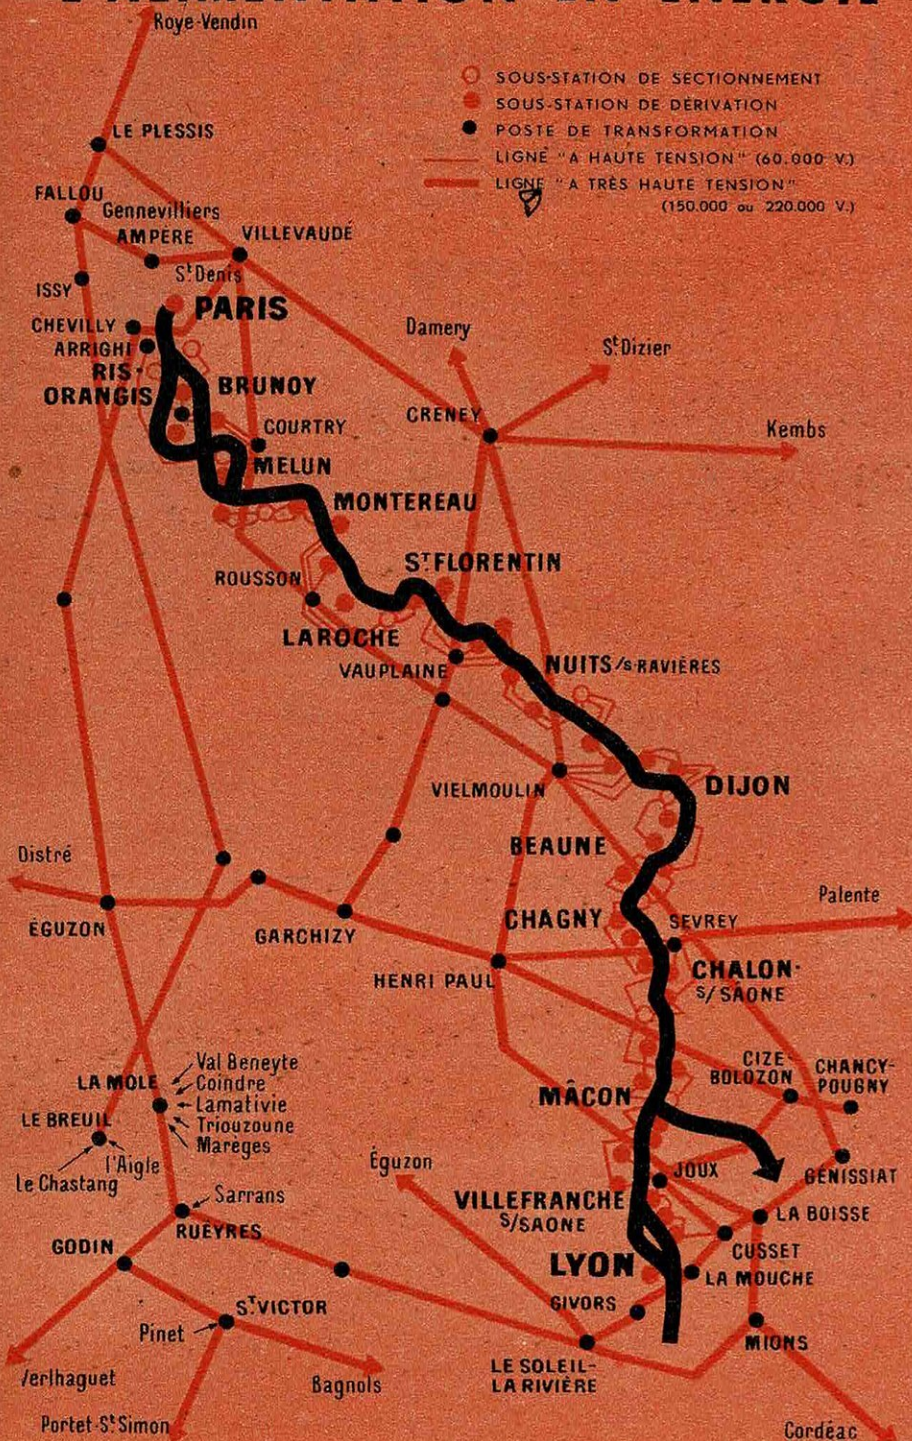 Roye-Vendin
SOUS-STATION DE SECTIONNEMENT
SOUS-STATION DE DÉRIVATION
POSTE DE TRANSFORMATION
LIGNE "A HAUTE TENSION" (60.000 V.)
LIGNE "A TRÈS HAUTE TENSION"
(150.000 ou 220.000 V.)
LE PLESSIS
FALLOU
Gennevilliers
AMPÈRE
VILLEVAUDÉ
St Denis
ISSY
PARIS
CHEVILLY
ARRIGHI
RIS-
ORANGIS
BRUNOY
Damery
St Dizier
CRENEY
Kembs
COURTRY
MELUN
MONTEREAU
ST FLORENTIN
ROUSSON
LAROCHE
VAUPLAINE
NUITS/s-RAVIÈRES
VIELMOULIN
DIJON
BEAUNE
Distré
ÉGUZON
GARCHIZY
CHAGNY
SEVREY
Palente
HENRI PAUL
CHALON-
s/SAONE
CIZE-
BOLOZON
CHANCY-
POUGNY
Val Beneyte
LA MOLE
Coindre
Lamativie
LE BREUIL
Triouzoune
Marèges
l'Aigle
Le Chastang
MÂCON
Éguzon
JOUX
GÉNISSIAT
Sarrans
RUÊYRES
VILLEFRANCHE
s/SAONE
LA BOISSE
CUSSET
GODIN
LYON
LA MOUCHE
GIVORS
ST VICTOR
Pinet
MIONS
LE SOLEIL-
LA RIVIÈRE
Bagnols
Portet-St Simon
Cordéac